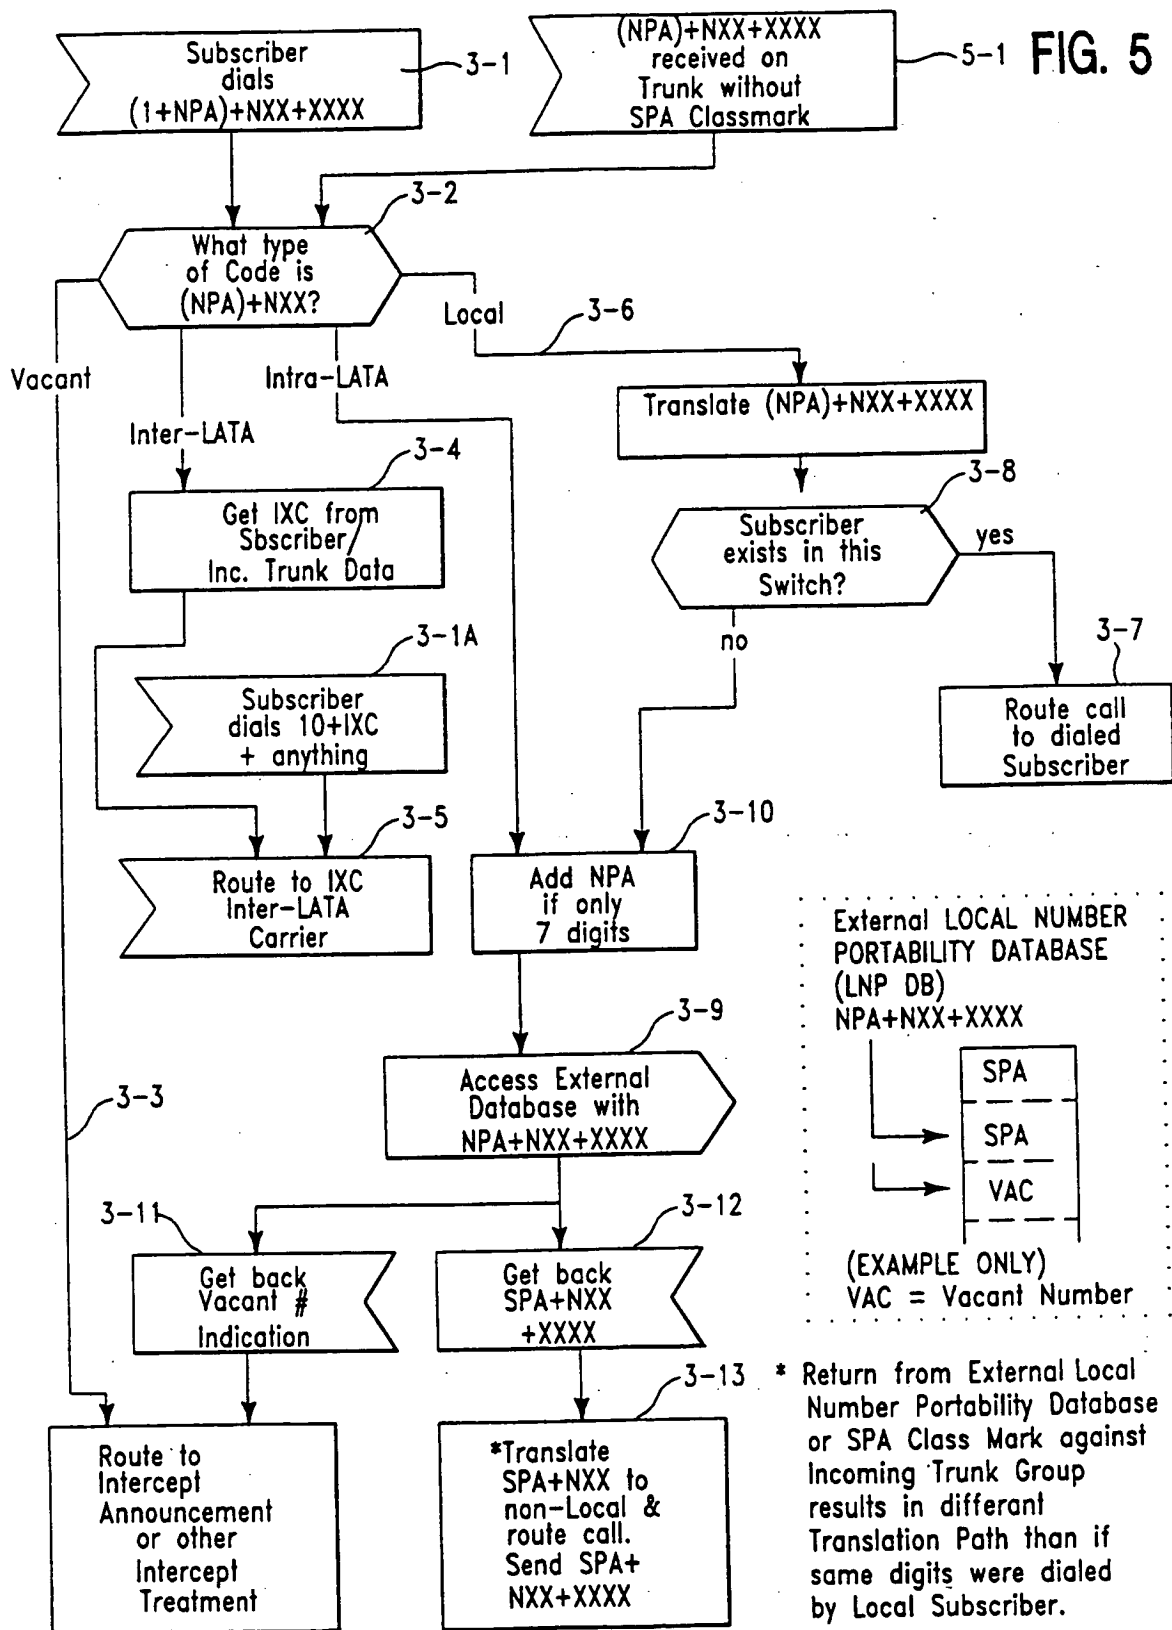 FIG. 5
Subscriber
dials
(1+NPA)+NXX+XXXX
3-1
(NPA)+NXX+XXXX
received on
Trunk without
SPA Classmark
5-1
3-2
What type
of Code is
(NPA)+NXX?
Vacant
Inter-LATA
Intra-LATA
Local
3-6
Translate (NPA)+NXX+XXXX
3-4
Get IXC from
Sbscriber/
Inc. Trunk Data
3-8
Subscriber
exists in this
Switch?
yes
no
3-7
Route call
to dialed
Subscriber
3-1A
Subscriber
dials 10+IXC
+ anything
3-5
Route to IXC
Inter-LATA
Carrier
3-10
Add NPA
if only
7 digits
External LOCAL NUMBER
PORTABILITY DATABASE
(LNP DB)
NPA+NXX+XXXX
SPA
SPA
VAC
(EXAMPLE ONLY)
VAC = Vacant Number
3-9
Access External
Database with
NPA+NXX+XXXX
3-3
3-11
Get back
Vacant #
Indication
3-12
Get back
SPA+NXX
+XXXX
Route to
Intercept
Announcement
or other
Intercept
Treatment
3-13
*Translate
SPA+NXX to
non-Local &
route call.
Send SPA+
NXX+XXXX
* Return from External Local
Number Portability Database
or SPA Class Mark against
Incoming Trunk Group
results in differant
Translation Path than if
same digits were dialed
by Local Subscriber.